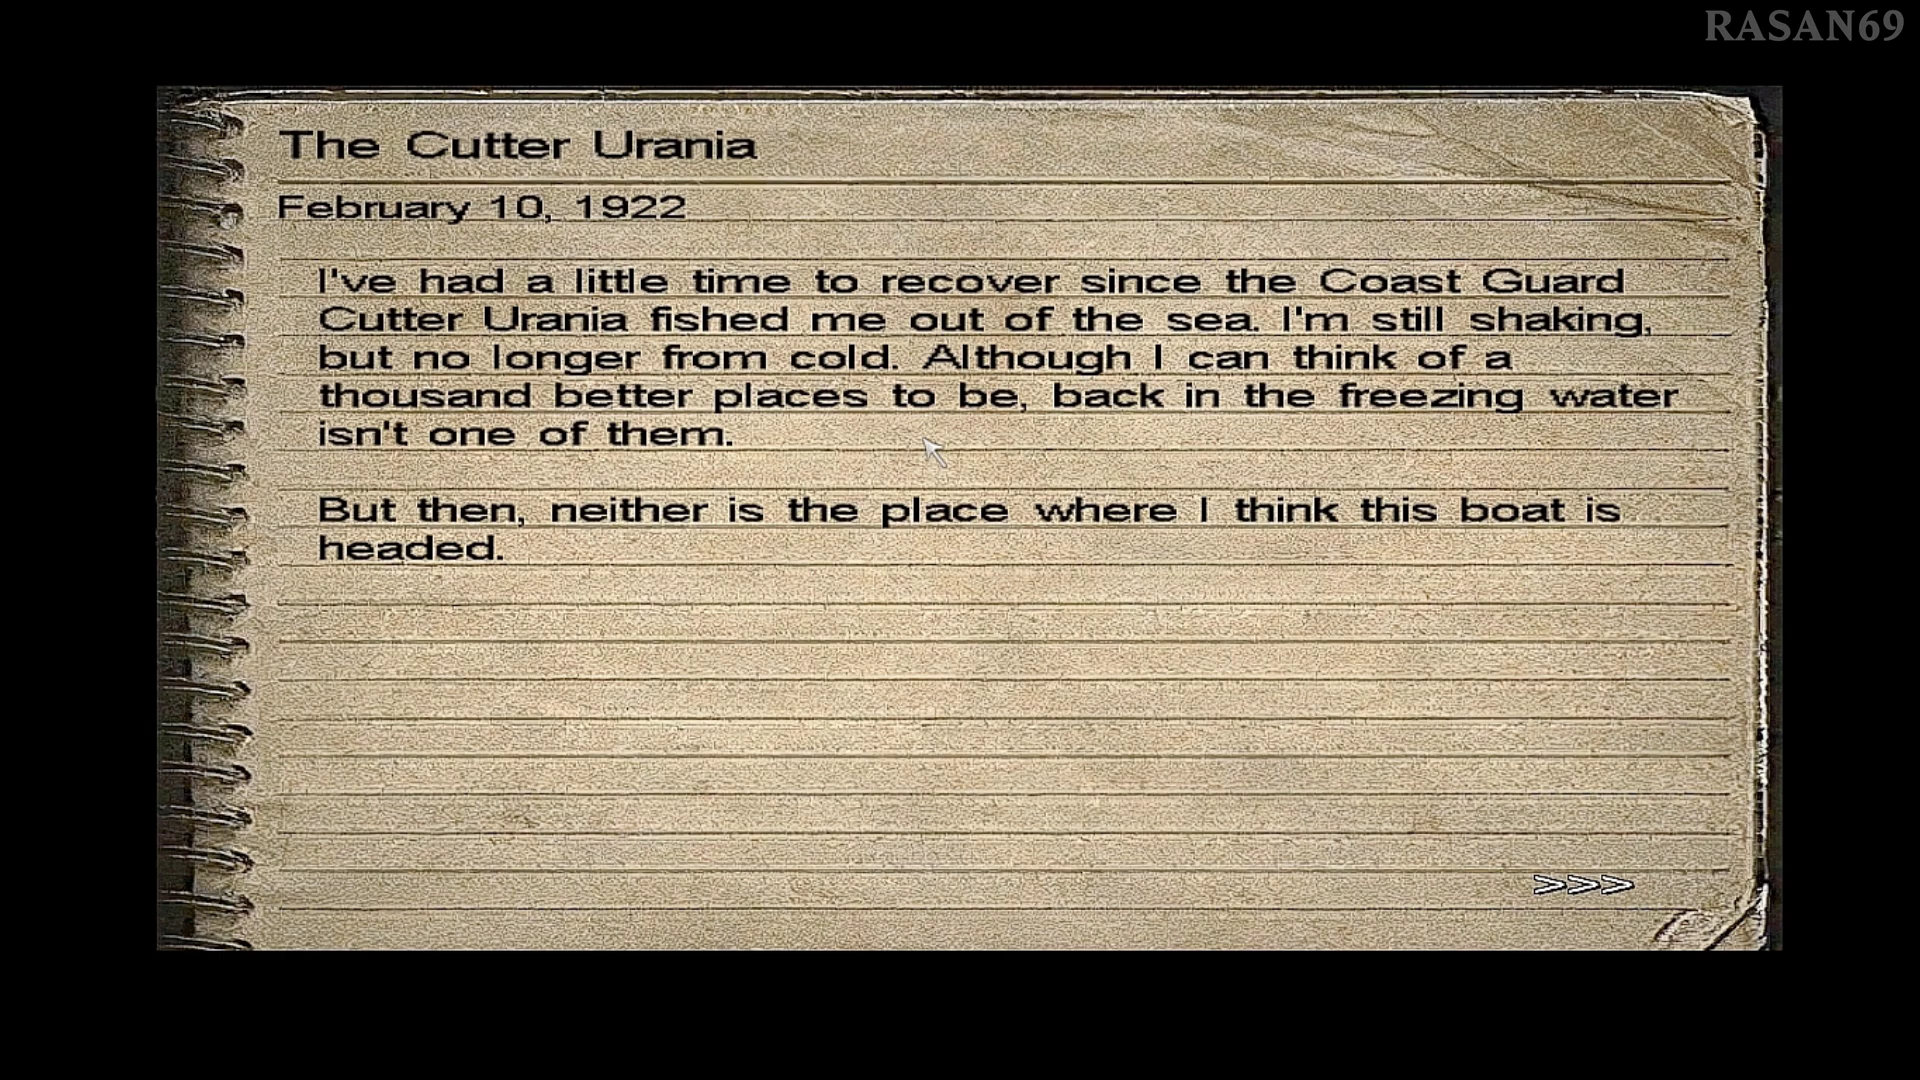 RASAN69
The Cutter Urania
February 10, 1922
I've had a little time to recover since the Coast Guard
Cutter Urania fished me out of the sea. I'm still shaking,
but no longer from cold. Although I can think of a
thousand better places to be, back in the freezing water
isn't one of them.
But then, neither is the place where I think this boat is
headed.
>>>